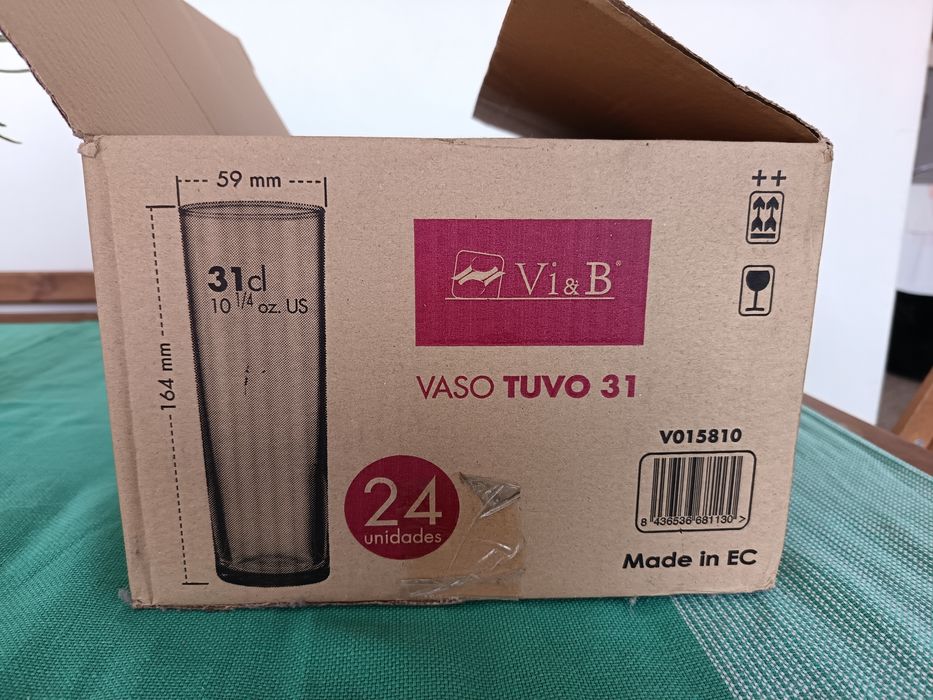 59 mm
164 mm
31cl
10 1/4 oz. US
Vi&B®
VASO TUVO 31
24
unidades
++
V015810
8 436536 681130 >
Made in EC